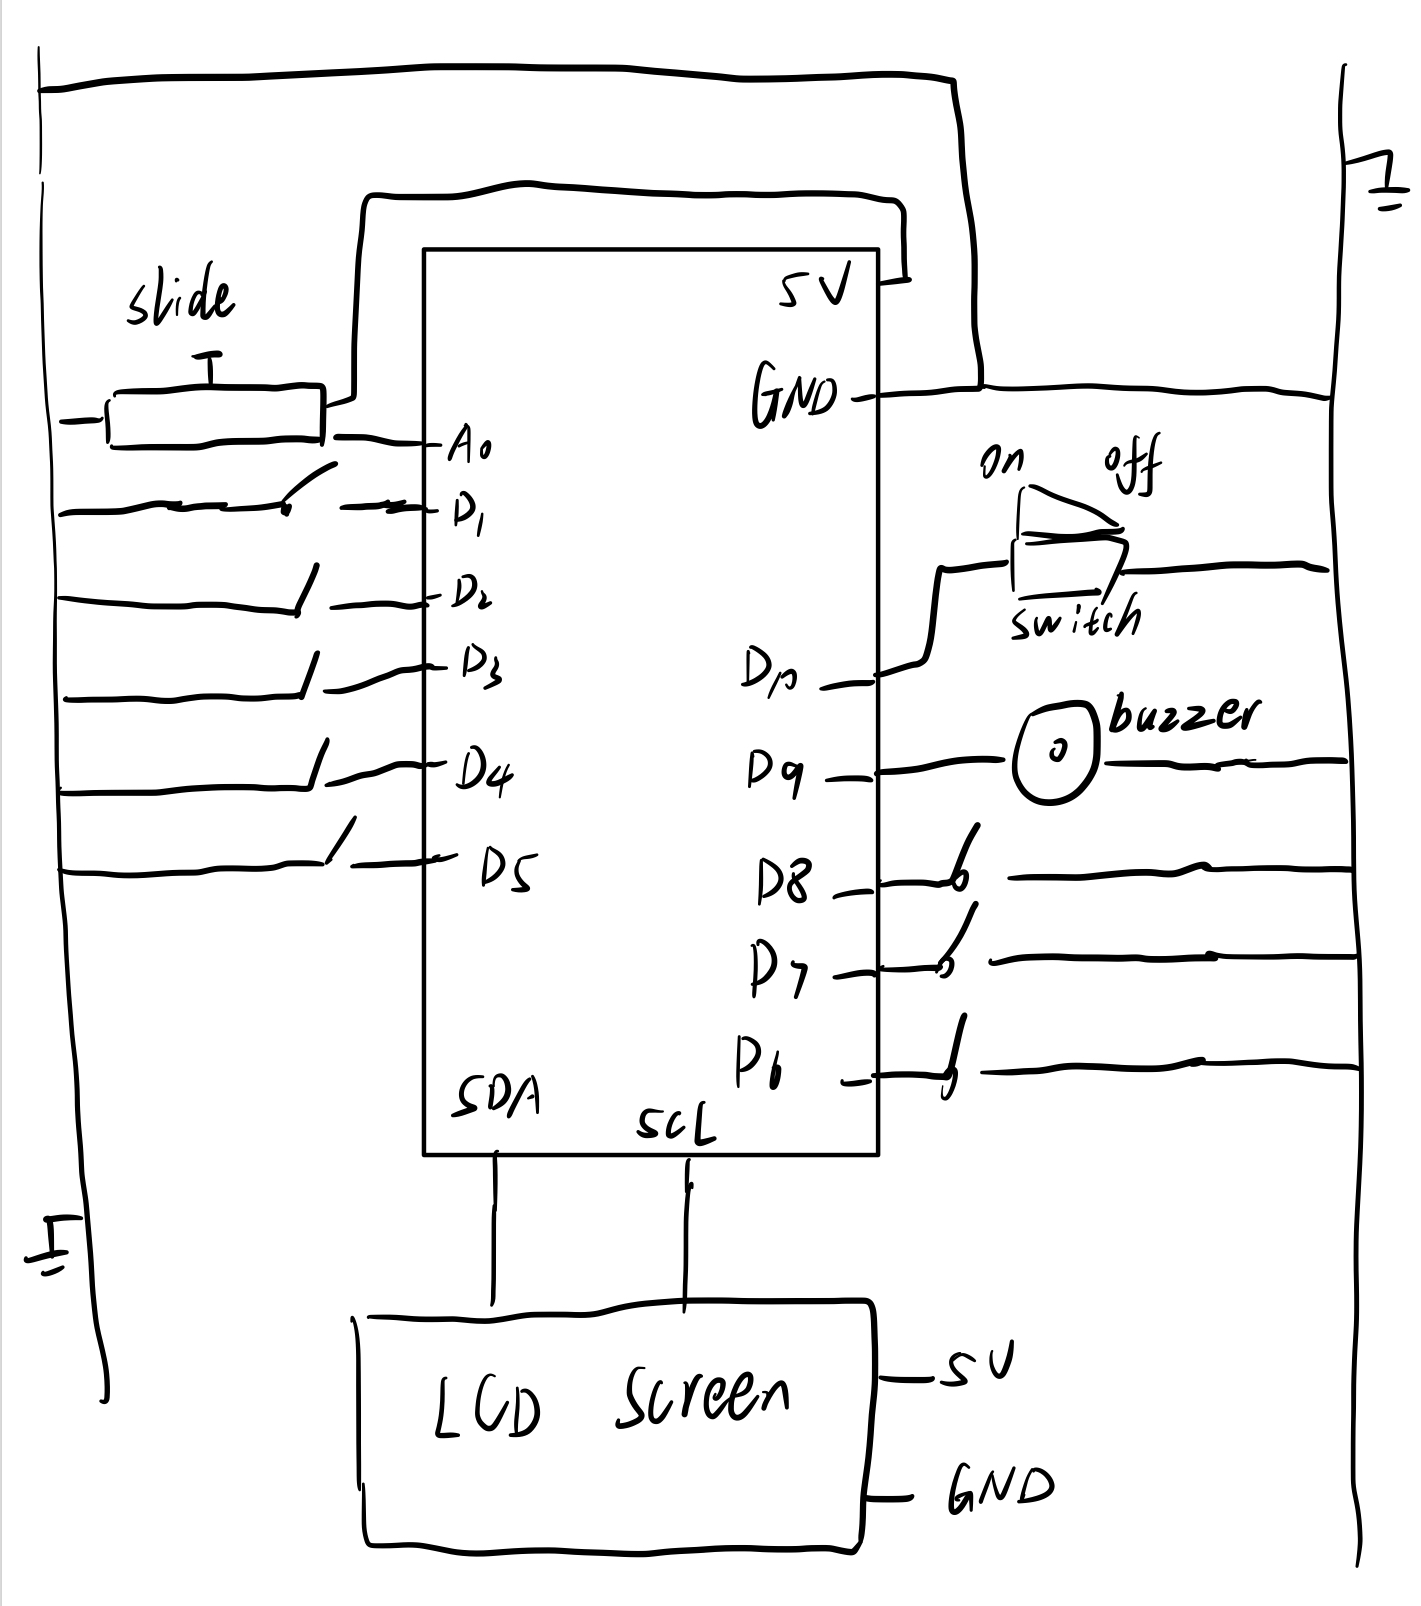 5V
slide
GND
A0
on off
D1
D2
switch
D3
D10
buzzer
D4
D9
D5
D8
D7
D6
SDA
SCL
LCD Screen
5V
GND